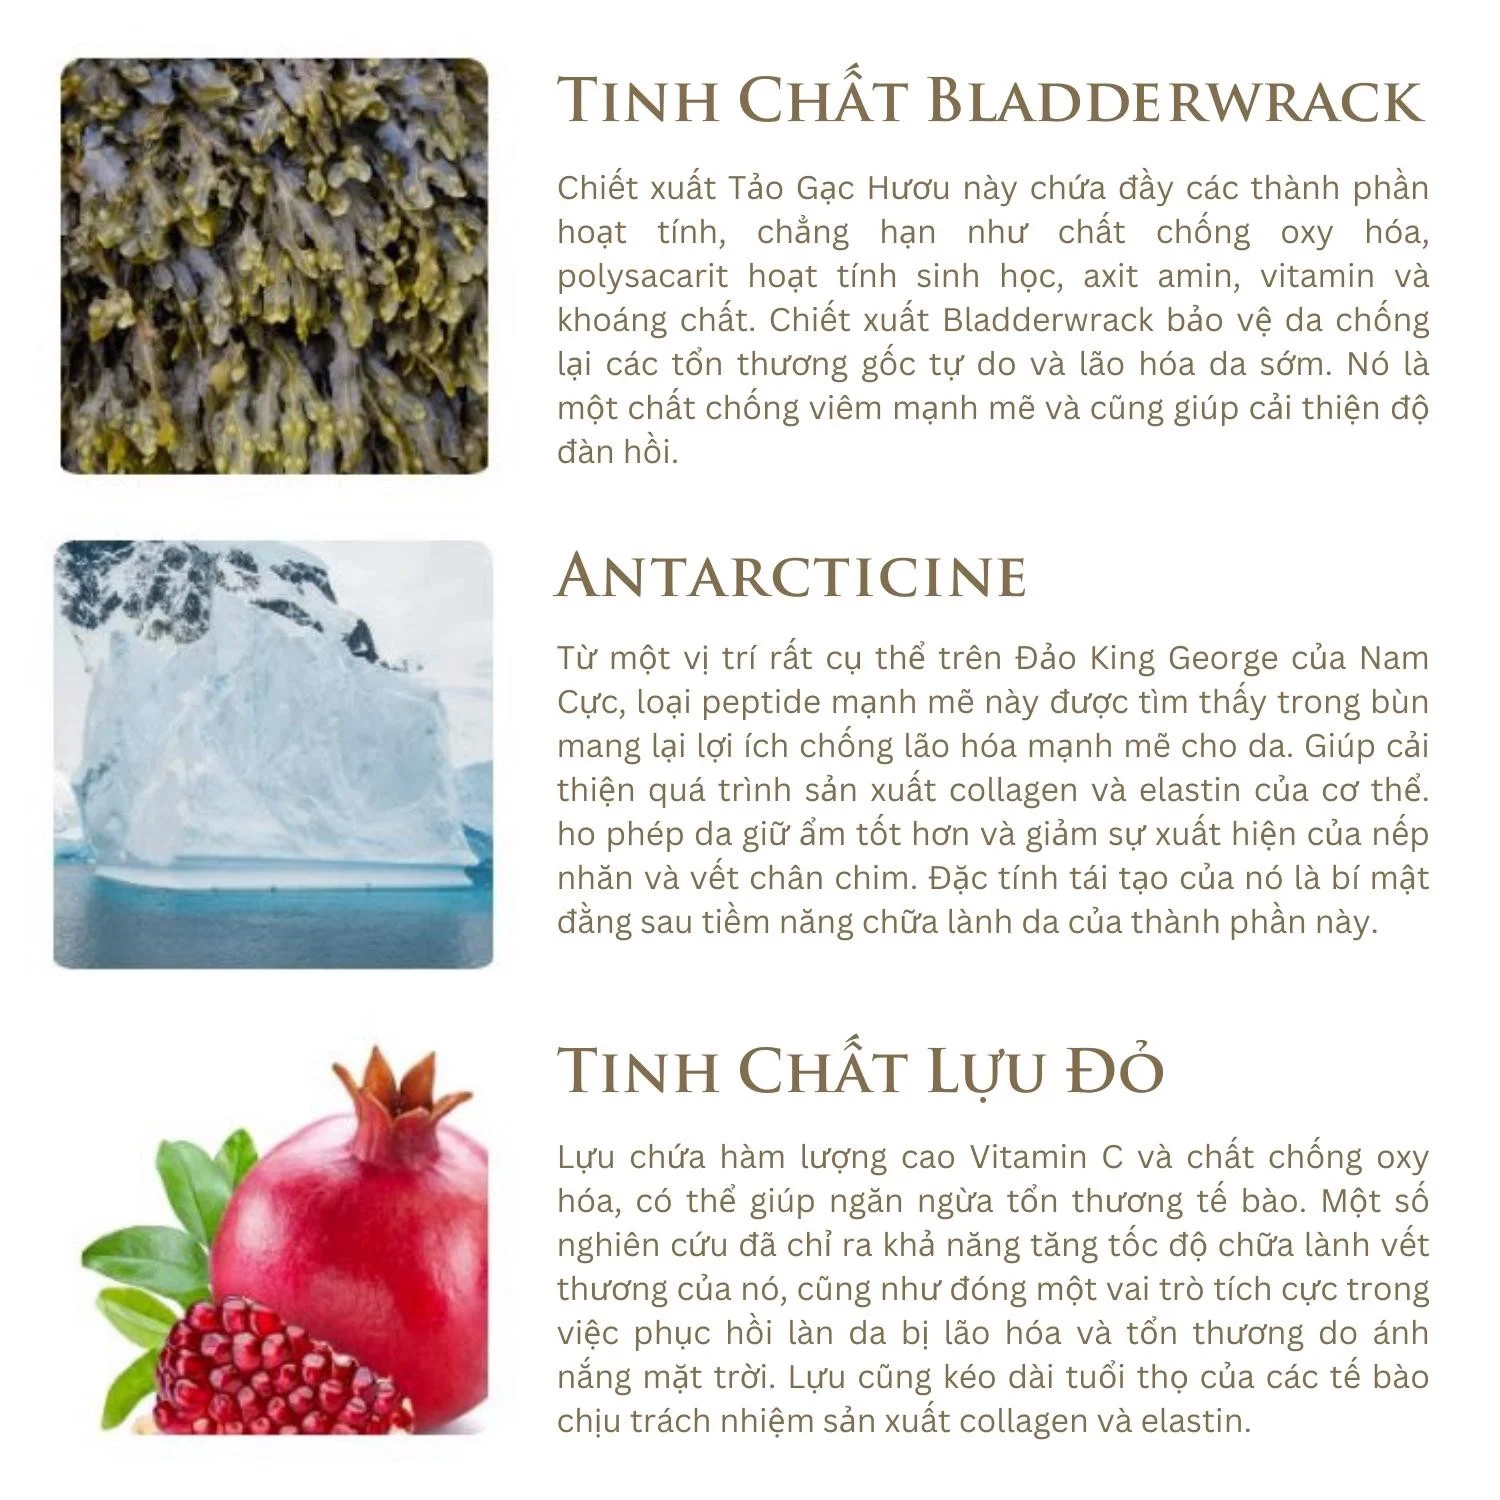 TINH CHẤT BLADDERWRACK
Chiết xuất Tảo Gạc Hươu này chứa đầy các thành phần
hoạt tính, chẳng hạn như chất chống oxy hóa,
polysacarit hoạt tính sinh học, axit amin, vitamin và
khoáng chất. Chiết xuất Bladderwrack bảo vệ da chống
lại các tổn thương gốc tự do và lão hóa da sớm. Nó là
một chất chống viêm mạnh mẽ và cũng giúp cải thiện độ
đàn hồi.
ANTARCTICINE
Từ một vị trí rất cụ thể trên Đảo King George của Nam
Cực, loại peptide mạnh mẽ này được tìm thấy trong bùn
mang lại lợi ích chống lão hóa mạnh mẽ cho da. Giúp cải
thiện quá trình sản xuất collagen và elastin của cơ thể.
ho phép da giữ ẩm tốt hơn và giảm sự xuất hiện của nếp
nhăn và vết chân chim. Đặc tính tái tạo của nó là bí mật
đằng sau tiềm năng chữa lành da của thành phần này.
TINH CHẤT LỰU ĐỎ
Lựu chứa hàm lượng cao Vitamin C và chất chống oxy
hóa, có thể giúp ngăn ngừa tổn thương tế bào. Một số
nghiên cứu đã chỉ ra khả năng tăng tốc độ chữa lành vết
thương của nó, cũng như đóng một vai trò tích cực trong
việc phục hồi làn da bị lão hóa và tổn thương do ánh
nắng mặt trời. Lựu cũng kéo dài tuổi thọ của các tế bào
chịu trách nhiệm sản xuất collagen và elastin.